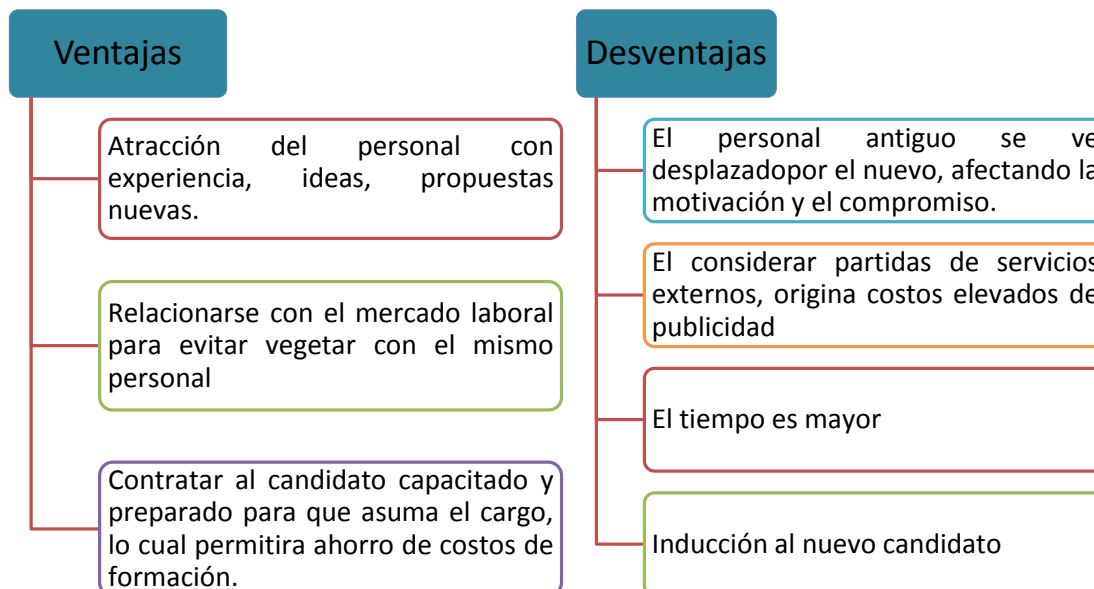 Ventajas
Atracción del personal con
experiencia, ideas, propuestas
nuevas.
Relacionarse con el mercado laboral
para evitar vegetar con el mismo
personal
Contratar al candidato capacitado y
preparado para que asuma el cargo,
lo cual permitira ahorro de costos de
formación.
Desventajas
El personal antiguo se ve
desplazadopor el nuevo, afectando la
motivación y el compromiso.
El considerar partidas de servicios
externos, origina costos elevados de
publicidad
El tiempo es mayor
Inducción al nuevo candidato